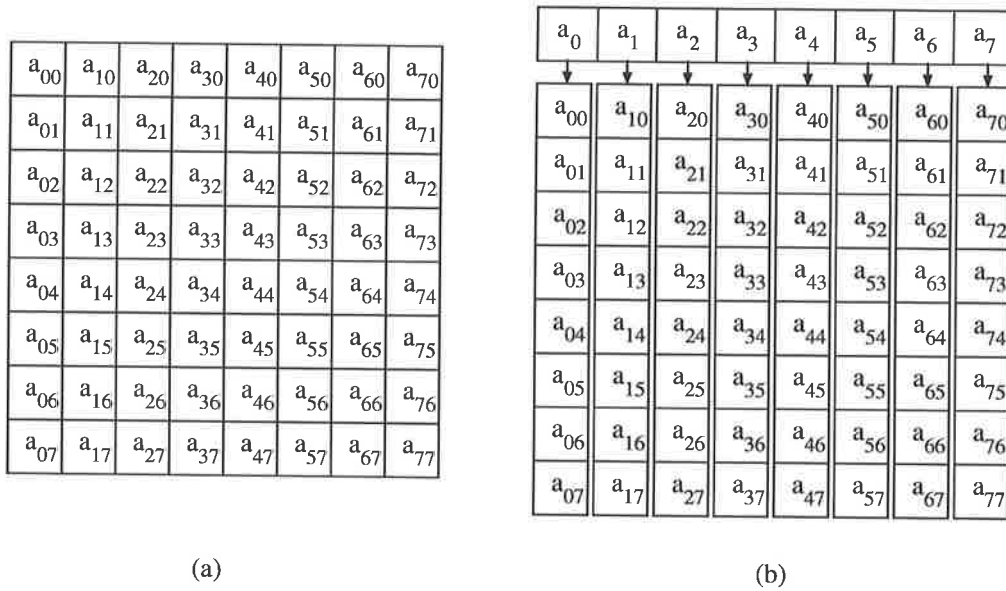 a00 a10 a20 a30 a40 a50 a60 a70
a01 a11 a21 a31 a41 a51 a61 a71
a02 a12 a22 a32 a42 a52 a62 a72
a03 a13 a23 a33 a43 a53 a63 a73
a04 a14 a24 a34 a44 a54 a64 a74
a05 a15 a25 a35 a45 a55 a65 a75
a06 a16 a26 a36 a46 a56 a66 a76
a07 a17 a27 a37 a47 a57 a67 a77
(a)
a0 a1 a2 a3 a4 a5 a6 a7
a00 a10 a20 a30 a40 a50 a60 a70
a01 a11 a21 a31 a41 a51 a61 a71
a02 a12 a22 a32 a42 a52 a62 a72
a03 a13 a23 a33 a43 a53 a63 a73
a04 a14 a24 a34 a44 a54 a64 a74
a05 a15 a25 a35 a45 a55 a65 a75
a06 a16 a26 a36 a46 a56 a66 a76
a07 a17 a27 a37 a47 a57 a67 a77
(b)